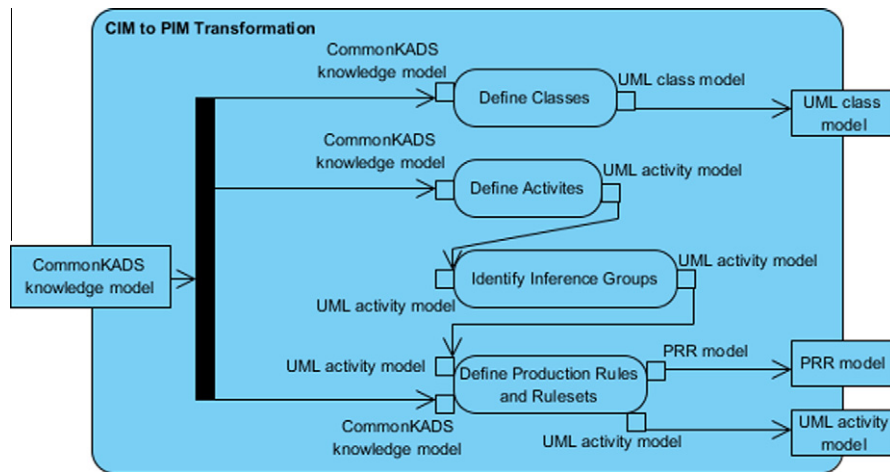 CIM to PIM Transformation
CommonKADS
knowledge model
Define Classes
UML class model
UML class
model
CommonKADS
knowledge model
Define Activites
UML activity model
CommonKADS
knowledge model
UML activity model
Identify Inference Groups
UML activity model
UML activity model
Define Production Rules
and Rulesets
PRR model
PRR model
CommonKADS
knowledge model
UML activity model
UML activity
model